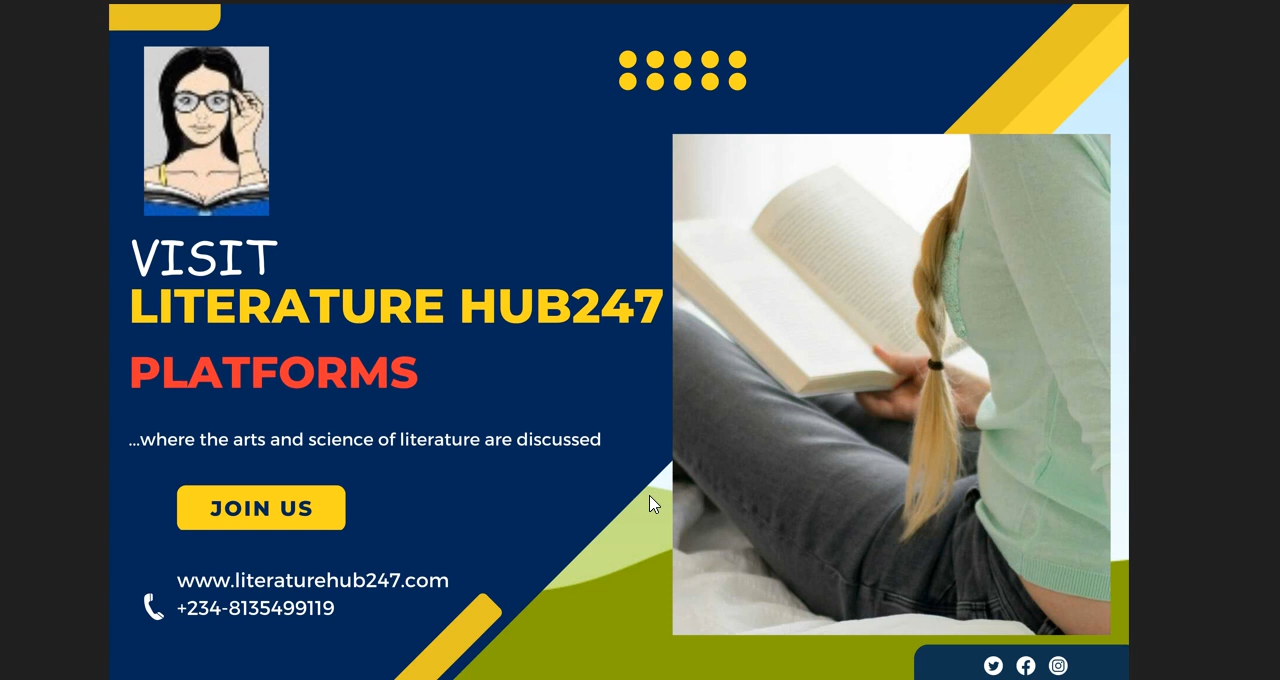 VISIT
LITERATURE HUB247
PLATFORMS
...where the arts and science of literature are discussed
JOIN US
www.literaturehub247.com
+234-8135499119